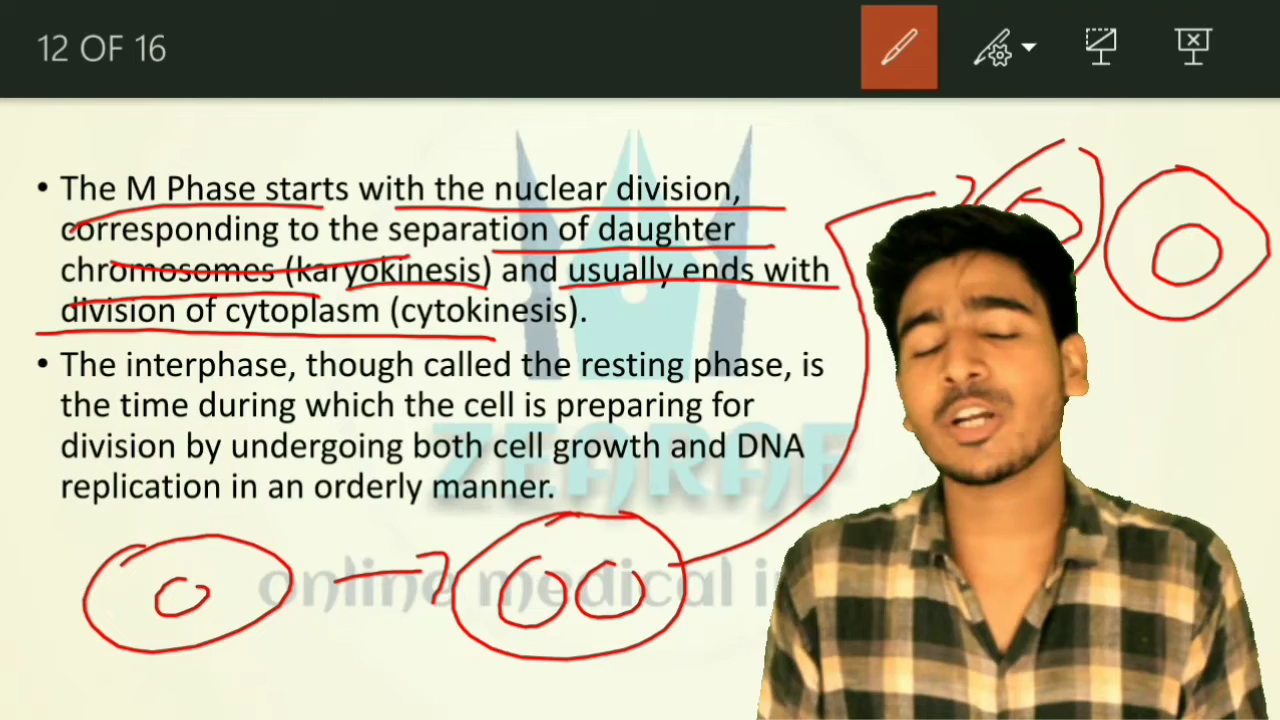 12 OF 16
• The M Phase starts with the nuclear division,
corresponding to the separation of daughter
chromosomes (karyokinesis) and usually ends with
division of cytoplasm (cytokinesis).
• The interphase, though called the resting phase, is
the time during which the cell is preparing for
division by undergoing both cell growth and DNA
replication in an orderly manner.
online medical